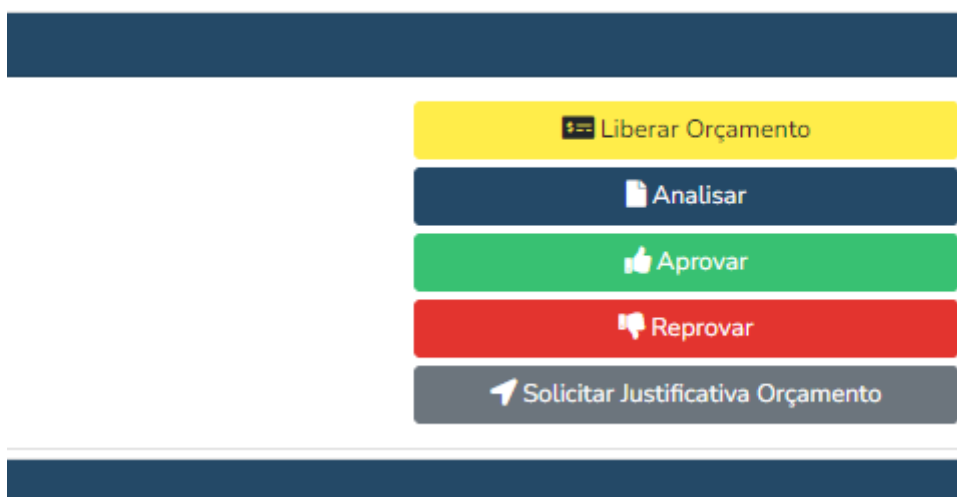 Liberar Orçamento
Analisar
Aprovar
Reprovar
Solicitar Justificativa Orçamento